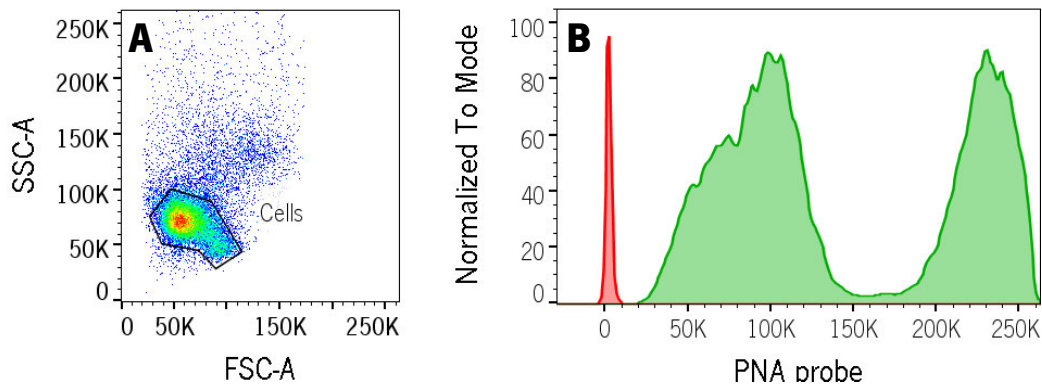 A
250K
200K
150K
100K
50K
0
SSC-A
Cells
0 50K 150K 250K
FSC-A
B
100
80
60
40
20
0
Normalized To Mode
0 50K 100K 150K 200K 250K
PNA probe